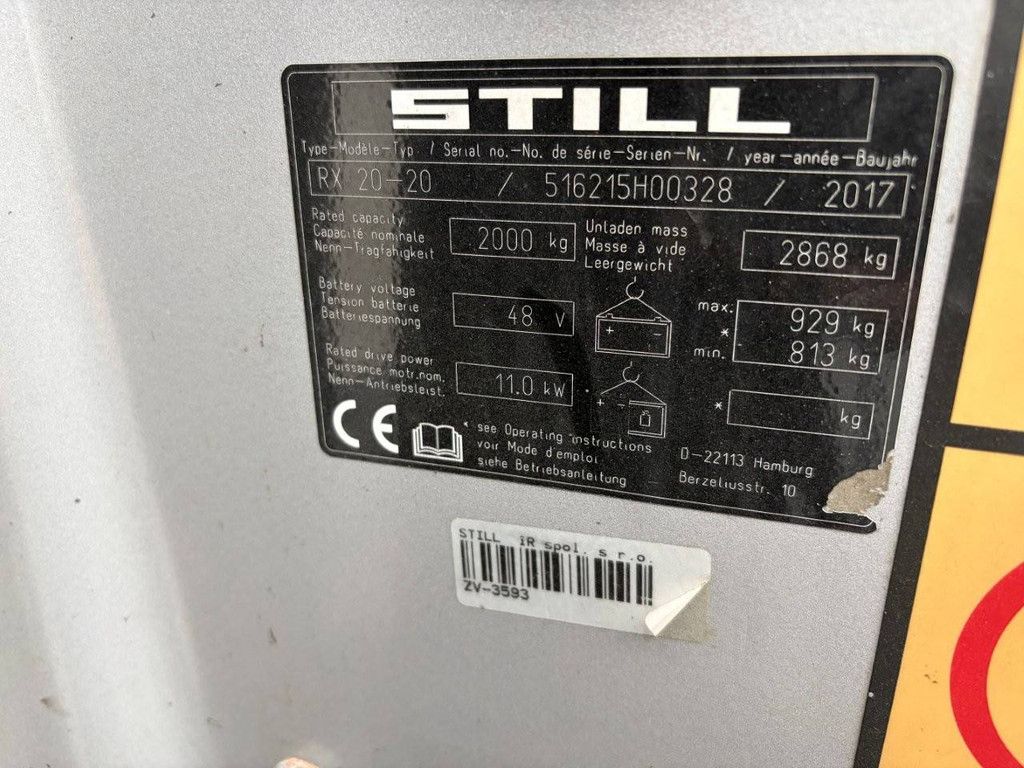 STILL
Type-Modèle-Typ / Serial no.-No. de série-Serien-Nr. / year-année-Baujahr
RX 20-20 / 516215H00328 / 2017
Rated capacity
Capacité nominale
Nenn-Tragfähigkeit
2000 kg
Unladen mass
Masse à vide
Leergewicht
2868 kg
Battery voltage
Tension batterie
Batteriespannung
48 V
+ -
max. 929 kg
*
min. 813 kg
Rated drive power
Puissance motr.nom.
Nenn-Antriebsleist.
11.0 kW
+ -
* kg
CE
* see Operating instructions
voir Mode d'emploi
siehe Betriebsanleitung
D-22113 Hamburg
Berzeliusstr. 10
STILL ČR spol. s r.o.
ZV-3593